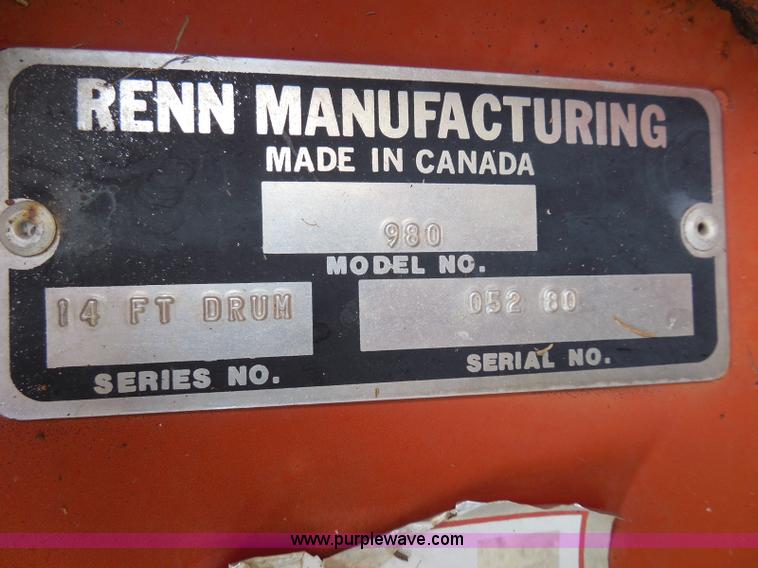 RENN MANUFACTURING
MADE IN CANADA
980
MODEL NO.
14 FT DRUM
SERIES NO.
052 80
SERIAL NO.
www.purplewave.com